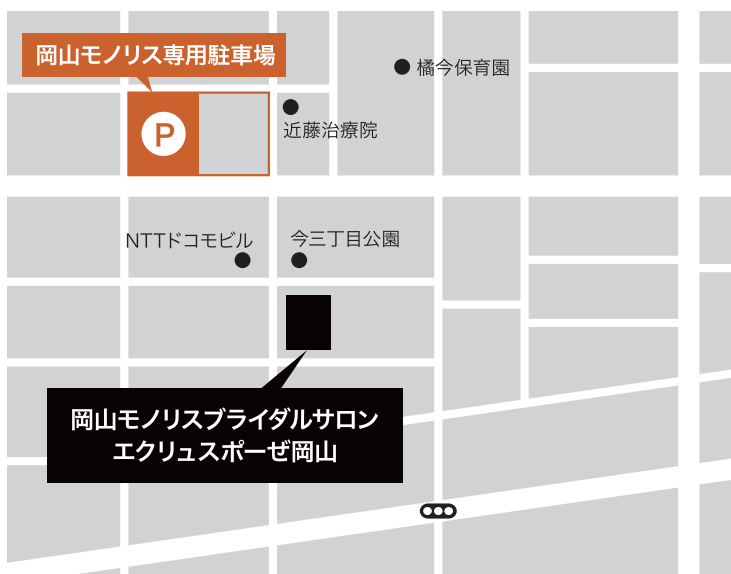 岡山モノリス専用駐車場
橘今保育園
P
近藤治療院
NTTドコモビル
今三丁目公園
岡山モノリスブライダルサロン
エクリュスポーぜ岡山